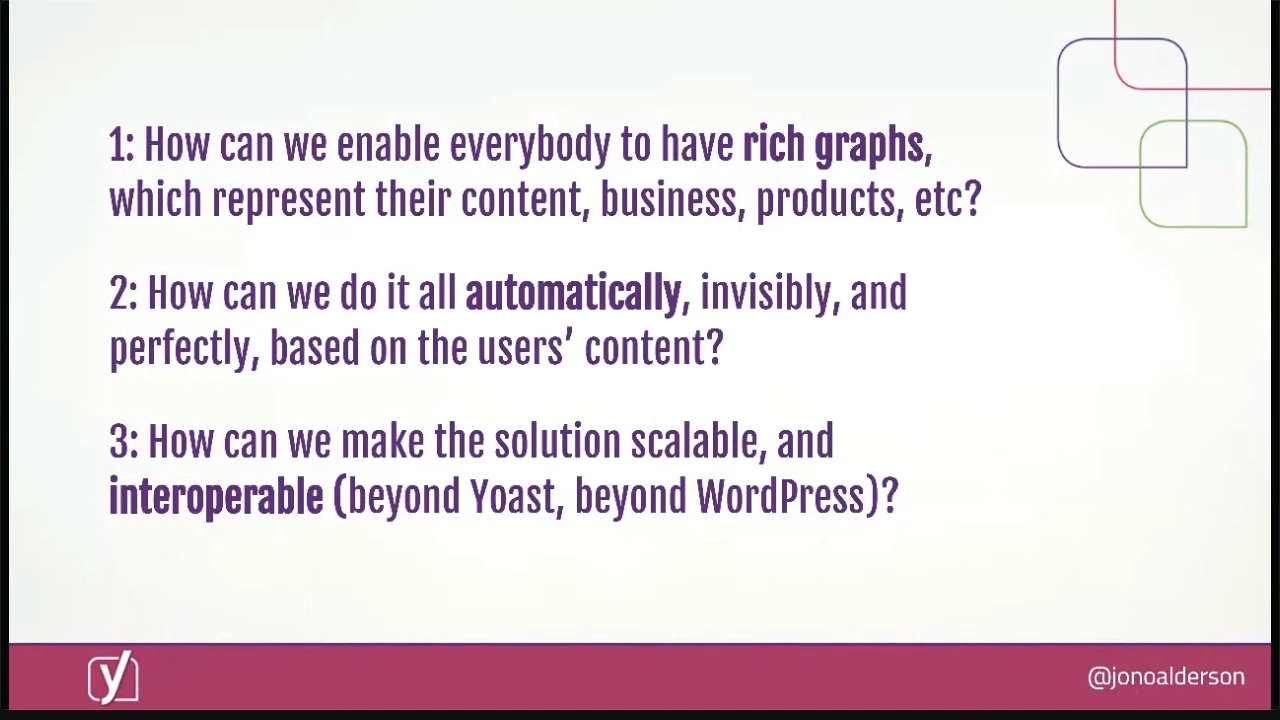 1: How can we enable everybody to have rich graphs,
which represent their content, business, products, etc?
2: How can we do it all automatically, invisibly, and
perfectly, based on the users’ content?
3: How can we make the solution scalable, and
interoperable (beyond Yoast, beyond WordPress)?
y
@jonoalderson